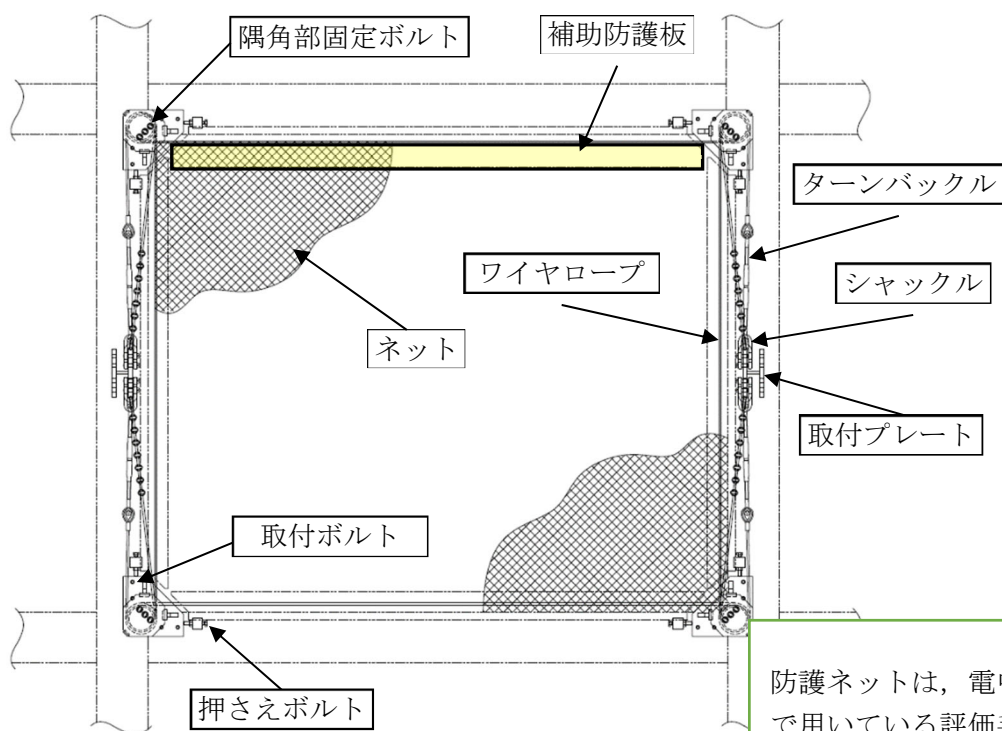 隅角部固定ボルト
補助防護板
ターンバックル
ワイヤロープ
シャックル
ネット
取付プレート
取付ボルト
押さえボルト
防護ネットは，電中
で用いている評価